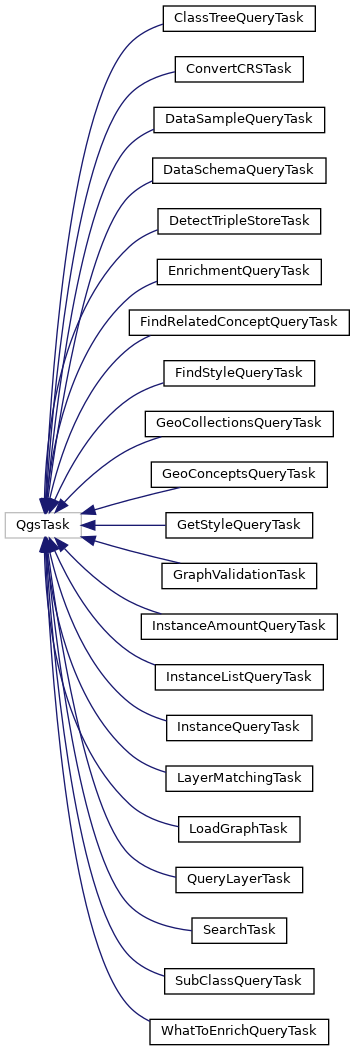 ClassTreeQueryTask
ConvertCRSTask
DataSampleQueryTask
DataSchemaQueryTask
DetectTripleStoreTask
EnrichmentQueryTask
FindRelatedConceptQueryTask
FindStyleQueryTask
GeoCollectionsQueryTask
GeoConceptsQueryTask
QgsTask
GetStyleQueryTask
GraphValidationTask
InstanceAmountQueryTask
InstanceListQueryTask
InstanceQueryTask
LayerMatchingTask
LoadGraphTask
QueryLayerTask
SearchTask
SubClassQueryTask
WhatToEnrichQueryTask